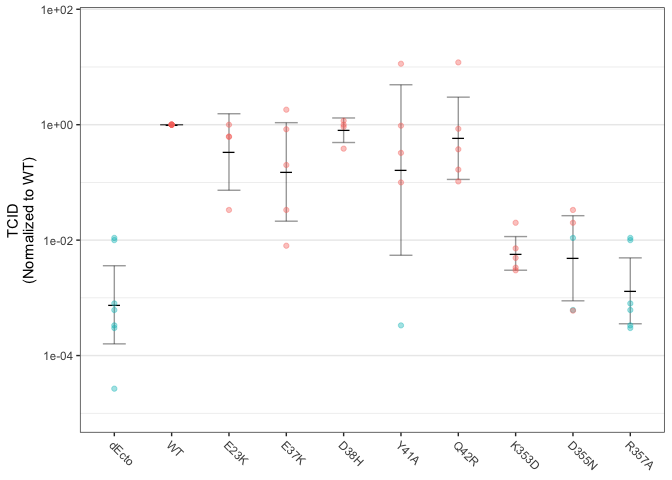 1e+02
1e+00
1e-02
1e-04
TCID
(Normalized to WT)
dEcto
WT
E23K
E37K
D38H
Y41A
Q42R
K353D
D355N
R357A